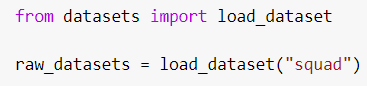 from datasets import load_dataset
raw_datasets = load_dataset("squad")